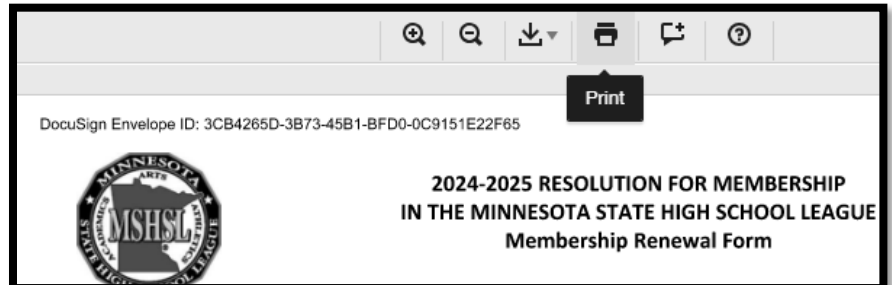 Print
DocuSign Envelope ID: 3CB4265D-3B73-45B1-BFD0-0C9151E22F65
MINNESOTA
STATE HIGH SCHOOL LEAGUE
ARTS
ACADEMICS
ATHLETICS
MSHSL
2024-2025 RESOLUTION FOR MEMBERSHIP
IN THE MINNESOTA STATE HIGH SCHOOL LEAGUE
Membership Renewal Form